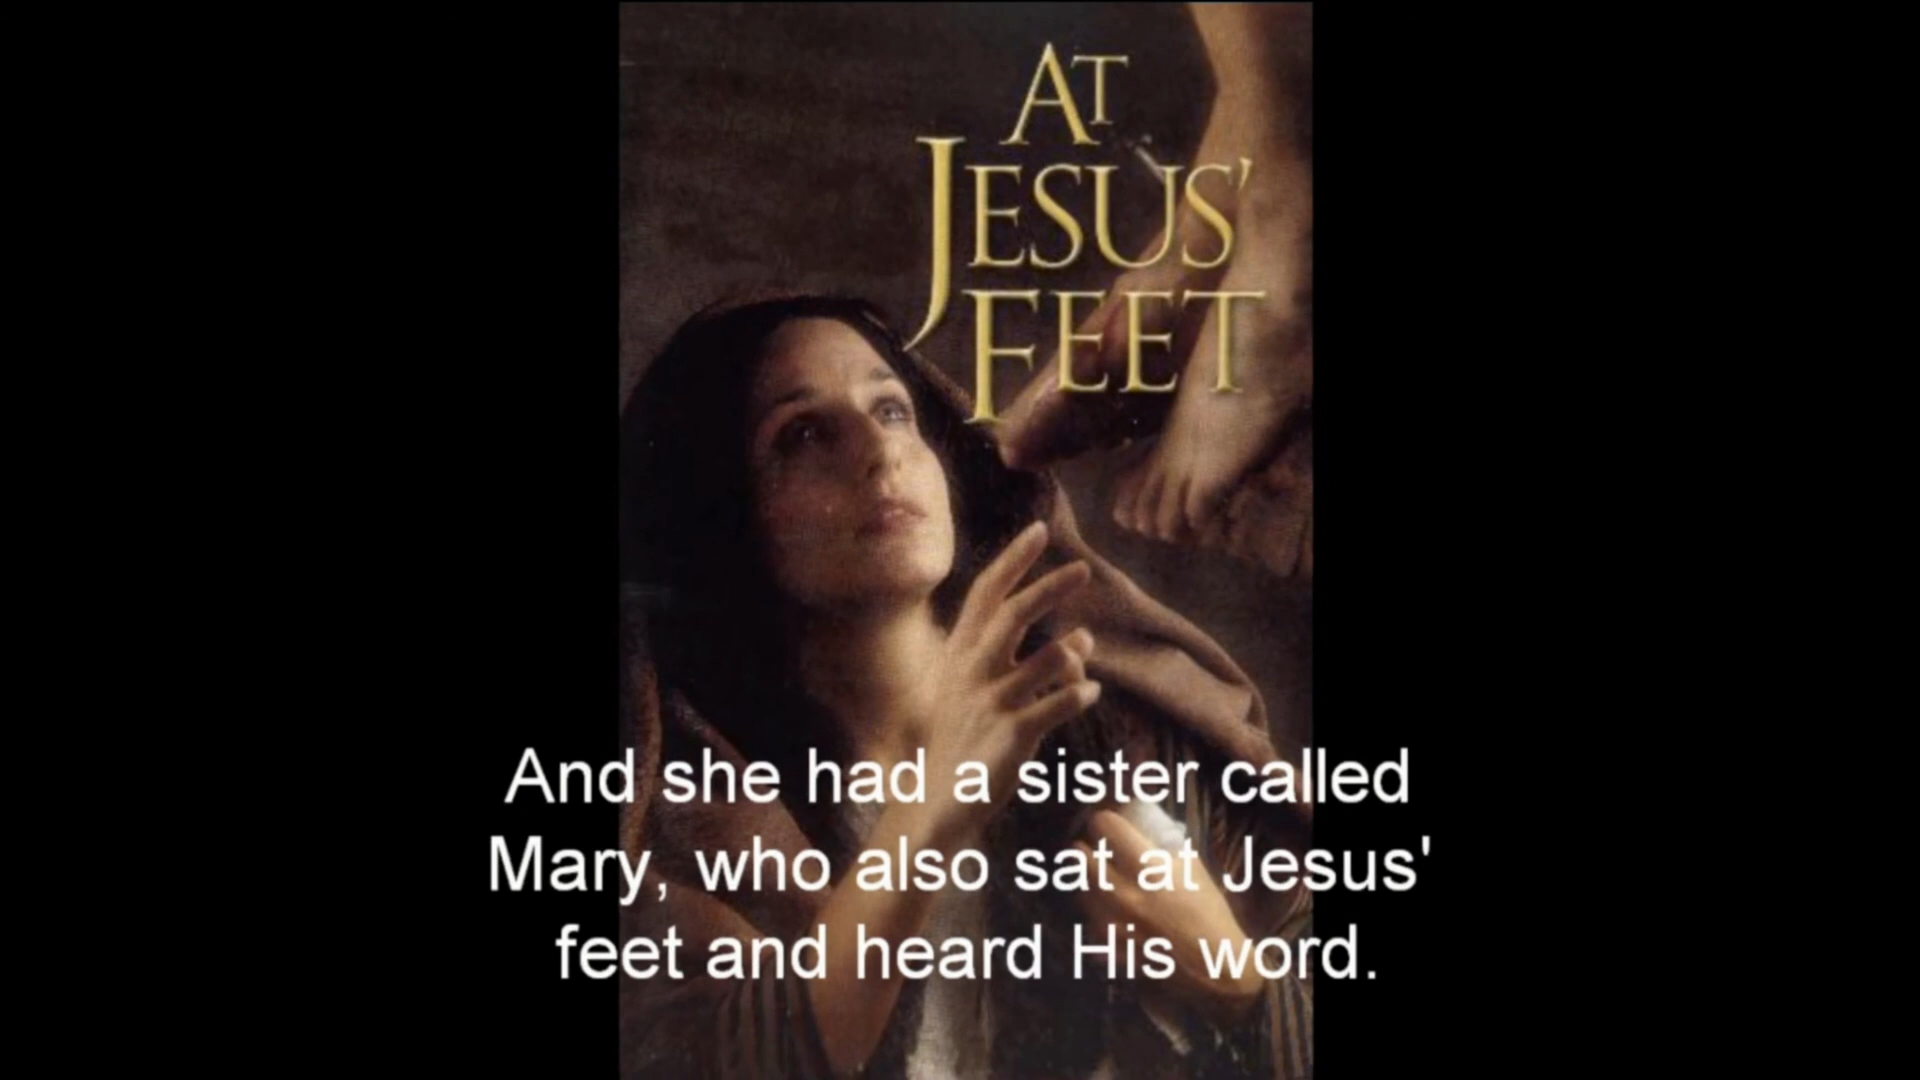 AT
JESUS'
FEET
And she had a sister called
Mary, who also sat at Jesus'
feet and heard His word.